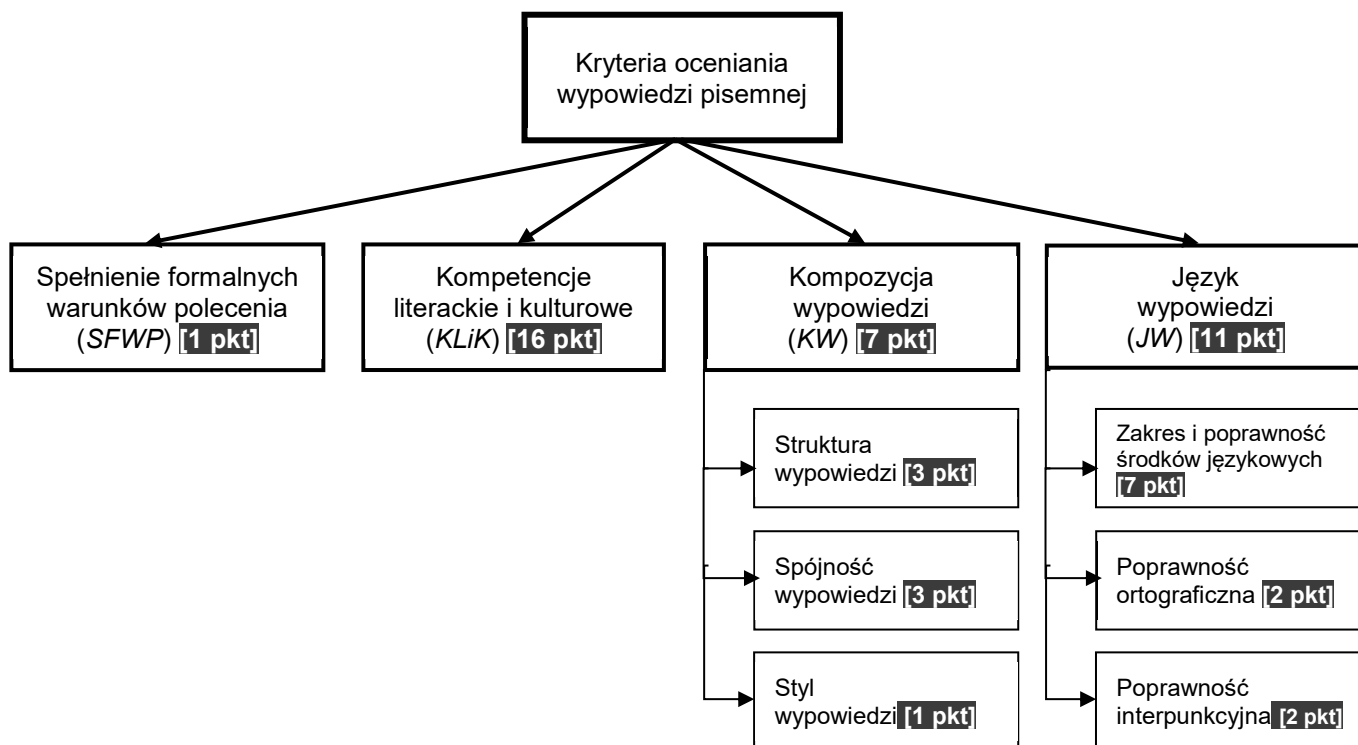 Kryteria oceniania
wypowiedzi pisemnej
Spełnienie formalnych
warunków polecenia
(SFWP) [1 pkt]
Kompetencje
literackie i kulturowe
(KLiK) [16 pkt]
Kompozycja
wypowiedzi
(KW) [7 pkt]
Język
wypowiedzi
(JW) [11 pkt]
Struktura
wypowiedzi [3 pkt]
Spójność
wypowiedzi [3 pkt]
Styl
wypowiedzi [1 pkt]
Zakres i poprawność
środków językowych
[7 pkt]
Poprawność
ortograficzna [2 pkt]
Poprawność
interpunkcyjna [2 pkt]